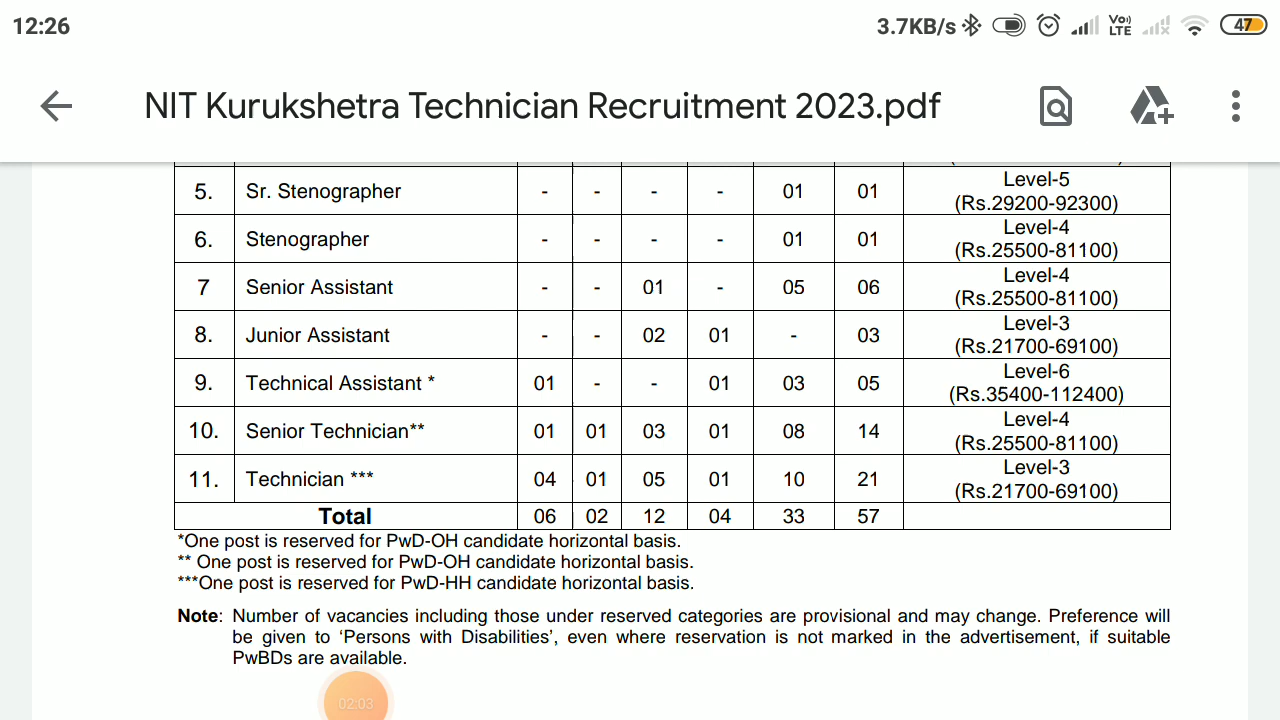 12:26 3.7KB/s Vo)) LTE 47
NIT Kurukshetra Technician Recruitment 2023.pdf
5. Sr. Stenographer - - - - 01 01 Level-5
(Rs.29200-92300)
6. Stenographer - - - - 01 01 Level-4
(Rs.25500-81100)
7 Senior Assistant - - 01 - 05 06 Level-4
(Rs.25500-81100)
8. Junior Assistant - - 02 01 - 03 Level-3
(Rs.21700-69100)
9. Technical Assistant * 01 - - 01 03 05 Level-6
(Rs.35400-112400)
10. Senior Technician** 01 01 03 01 08 14 Level-4
(Rs.25500-81100)
11. Technician *** 04 01 05 01 10 21 Level-3
(Rs.21700-69100)
Total 06 02 12 04 33 57
*One post is reserved for PwD-OH candidate horizontal basis.
** One post is reserved for PwD-OH candidate horizontal basis.
***One post is reserved for PwD-HH candidate horizontal basis.
Note: Number of vacancies including those under reserved categories are provisional and may change. Preference will
be given to ‘Persons with Disabilities’, even where reservation is not marked in the advertisement, if suitable
PwBDs are available.
02:03